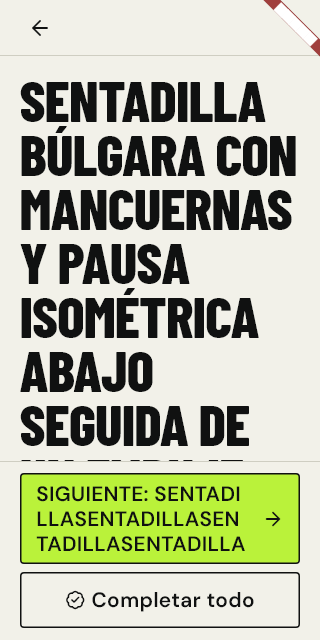 SENTADILLA
BÚLGARA CON
MANCUERNAS
Y PAUSA
ISOMÉTRICA
ABAJO
SEGUIDA DE
SIGUIENTE: SENTADI
LLASENTADILLASEN
TADILLASENTADILLA
Completar todo